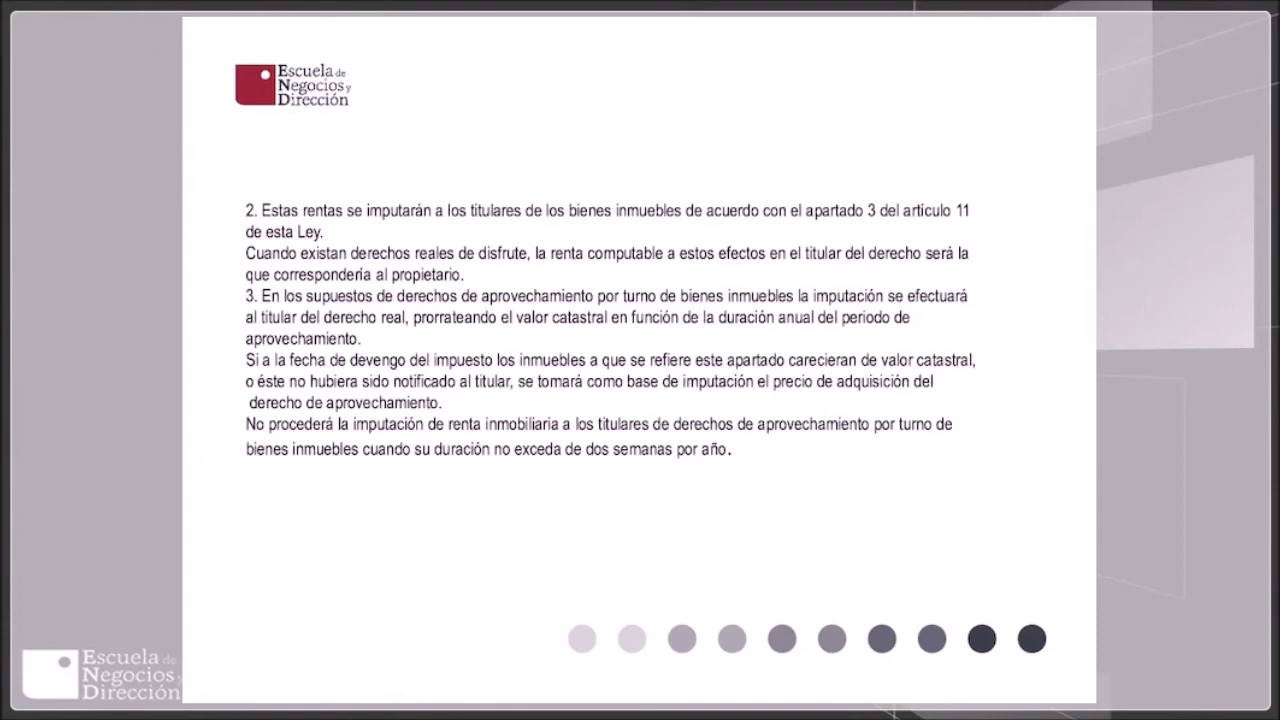 Escuela de
Negocios y
Dirección
2. Estas rentas se imputarán a los titulares de los bienes inmuebles de acuerdo con el apartado 3 del artículo 11
de esta Ley.
Cuando existan derechos reales de disfrute, la renta computable a estos efectos en el titular del derecho será la
que correspondería al propietario.
3. En los supuestos de derechos de aprovechamiento por turno de bienes inmuebles la imputación se efectuará
al titular del derecho real, prorrateando el valor catastral en función de la duración anual del periodo de
aprovechamiento.
Si a la fecha de devengo del impuesto los inmuebles a que se refiere este apartado carecieran de valor catastral,
o éste no hubiera sido notificado al titular, se tomará como base de imputación el precio de adquisición del
derecho de aprovechamiento.
No procederá la imputación de renta inmobiliaria a los titulares de derechos de aprovechamiento por turno de
bienes inmuebles cuando su duración no exceda de dos semanas por año.
Escuela de
Negocios y
Dirección